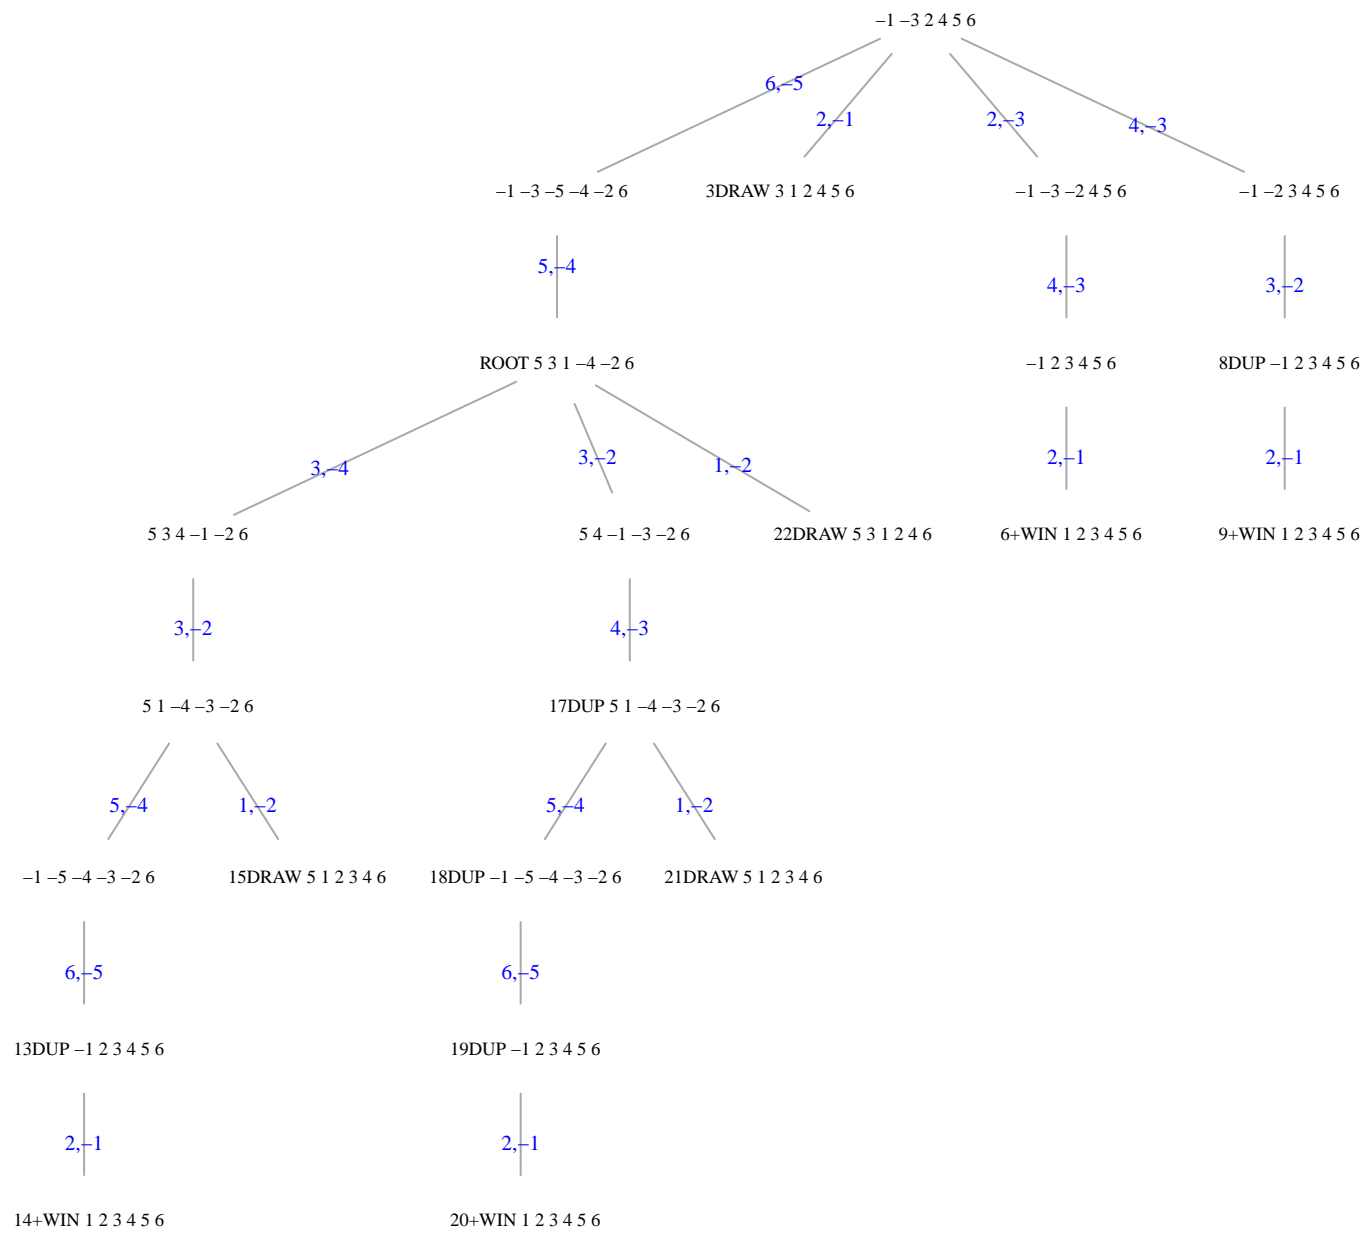 –1 –3 2 4 5 6
6,–5
2,–1
2,–3
4,–3
–1 –3 –5 –4 –2 6
3DRAW 3 1 2 4 5 6
–1 –3 –2 4 5 6
–1 –2 3 4 5 6
5,–4
4,–3
3,–2
ROOT 5 3 1 –4 –2 6
–1 2 3 4 5 6
8DUP –1 2 3 4 5 6
3,–4
3,–2
1,–2
2,–1
2,–1
5 3 4 –1 –2 6
5 4 –1 –3 –2 6
22DRAW 5 3 1 2 4 6
6+WIN 1 2 3 4 5 6
9+WIN 1 2 3 4 5 6
3,–2
4,–3
5 1 –4 –3 –2 6
17DUP 5 1 –4 –3 –2 6
5,–4
1,–2
5,–4
1,–2
–1 –5 –4 –3 –2 6
15DRAW 5 1 2 3 4 6
18DUP –1 –5 –4 –3 –2 6
21DRAW 5 1 2 3 4 6
6,–5
6,–5
13DUP –1 2 3 4 5 6
19DUP –1 2 3 4 5 6
2,–1
2,–1
14+WIN 1 2 3 4 5 6
20+WIN 1 2 3 4 5 6